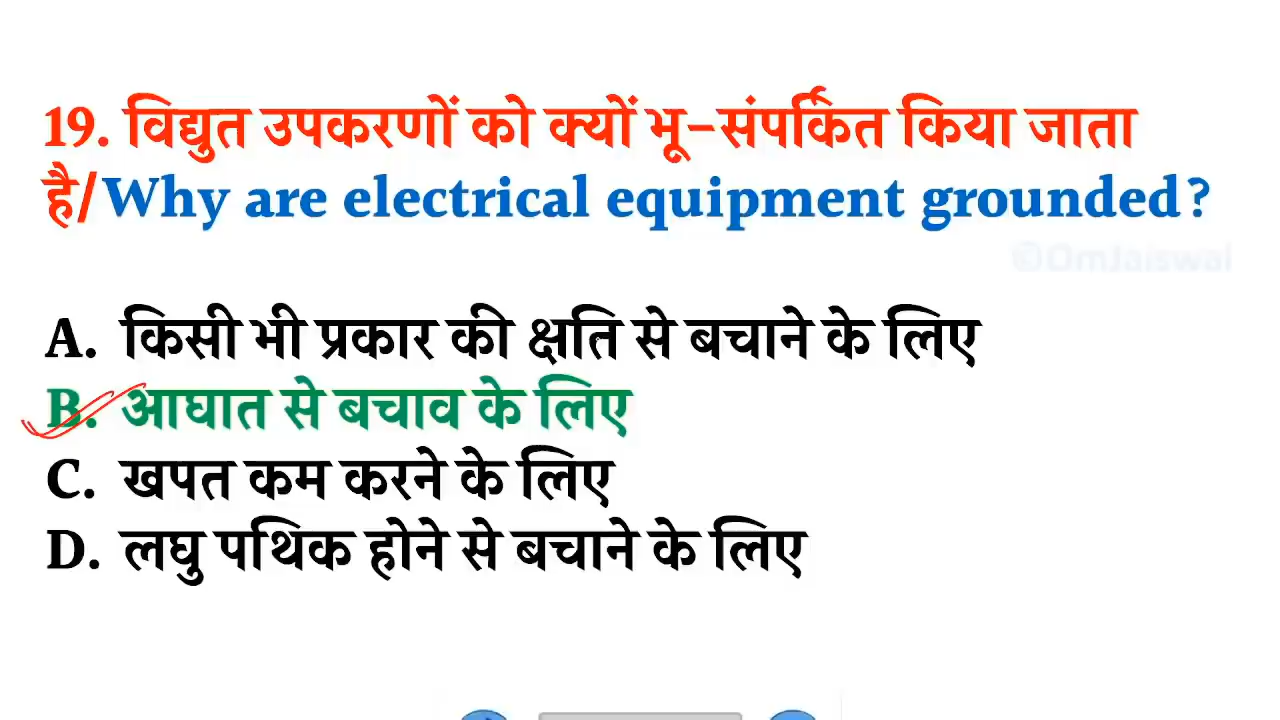 19. विद्युत उपकरणों को क्यों भू-संपर्कित किया जाता
है/Why are electrical equipment grounded?
©OmJaiswal
A. किसी भी प्रकार की क्षति से बचाने के लिए
B. आघात से बचाव के लिए
C. खपत कम करने के लिए
D. लघु पथिक होने से बचाने के लिए